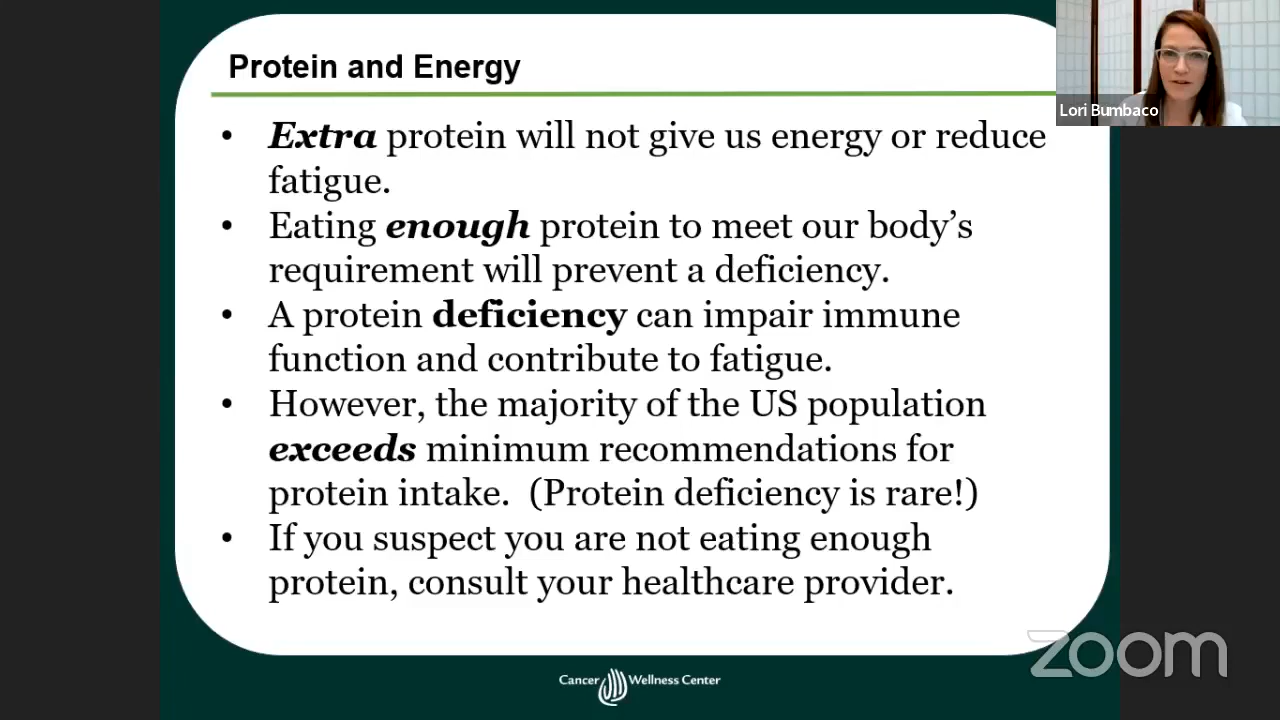 Protein and Energy
Lori Bumbaco
• Extra protein will not give us energy or reduce
fatigue.
• Eating enough protein to meet our body’s
requirement will prevent a deficiency.
• A protein deficiency can impair immune
function and contribute to fatigue.
• However, the majority of the US population
exceeds minimum recommendations for
protein intake. (Protein deficiency is rare!)
• If you suspect you are not eating enough
protein, consult your healthcare provider.
zoom
Cancer Wellness Center